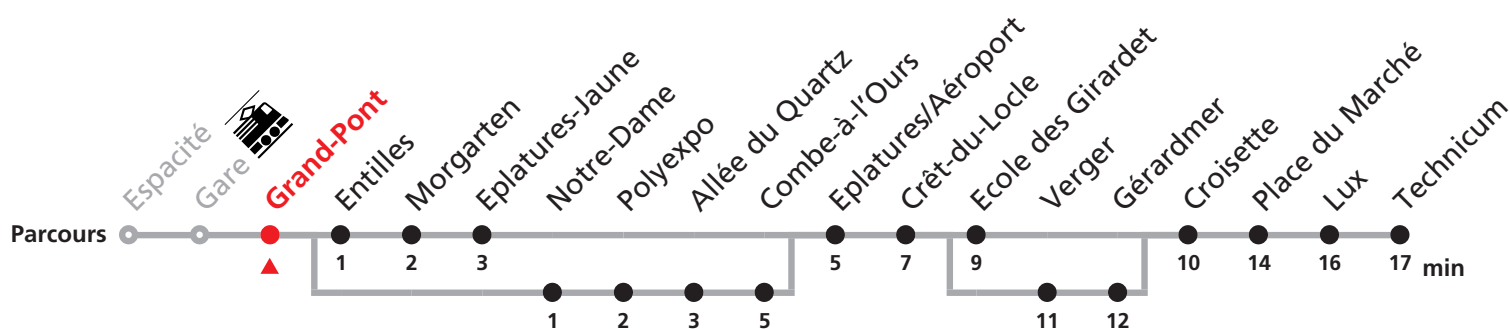 Espacité
Gare
Grand-Pont
Entilles
Morgarten
Eplatures-Jaune
Notre-Dame
Polyexpo
Allée du Quartz
Combe-à-l'Ours
Eplatures/Aéroport
Crêt-du-Locle
Ecole des Girardet
Verger
Gérardmer
Croisette
Place du Marché
Lux
Technicum
Parcours
1 2 3 5 7 9 10 14 16 17 min
1 2 3 5 11 12